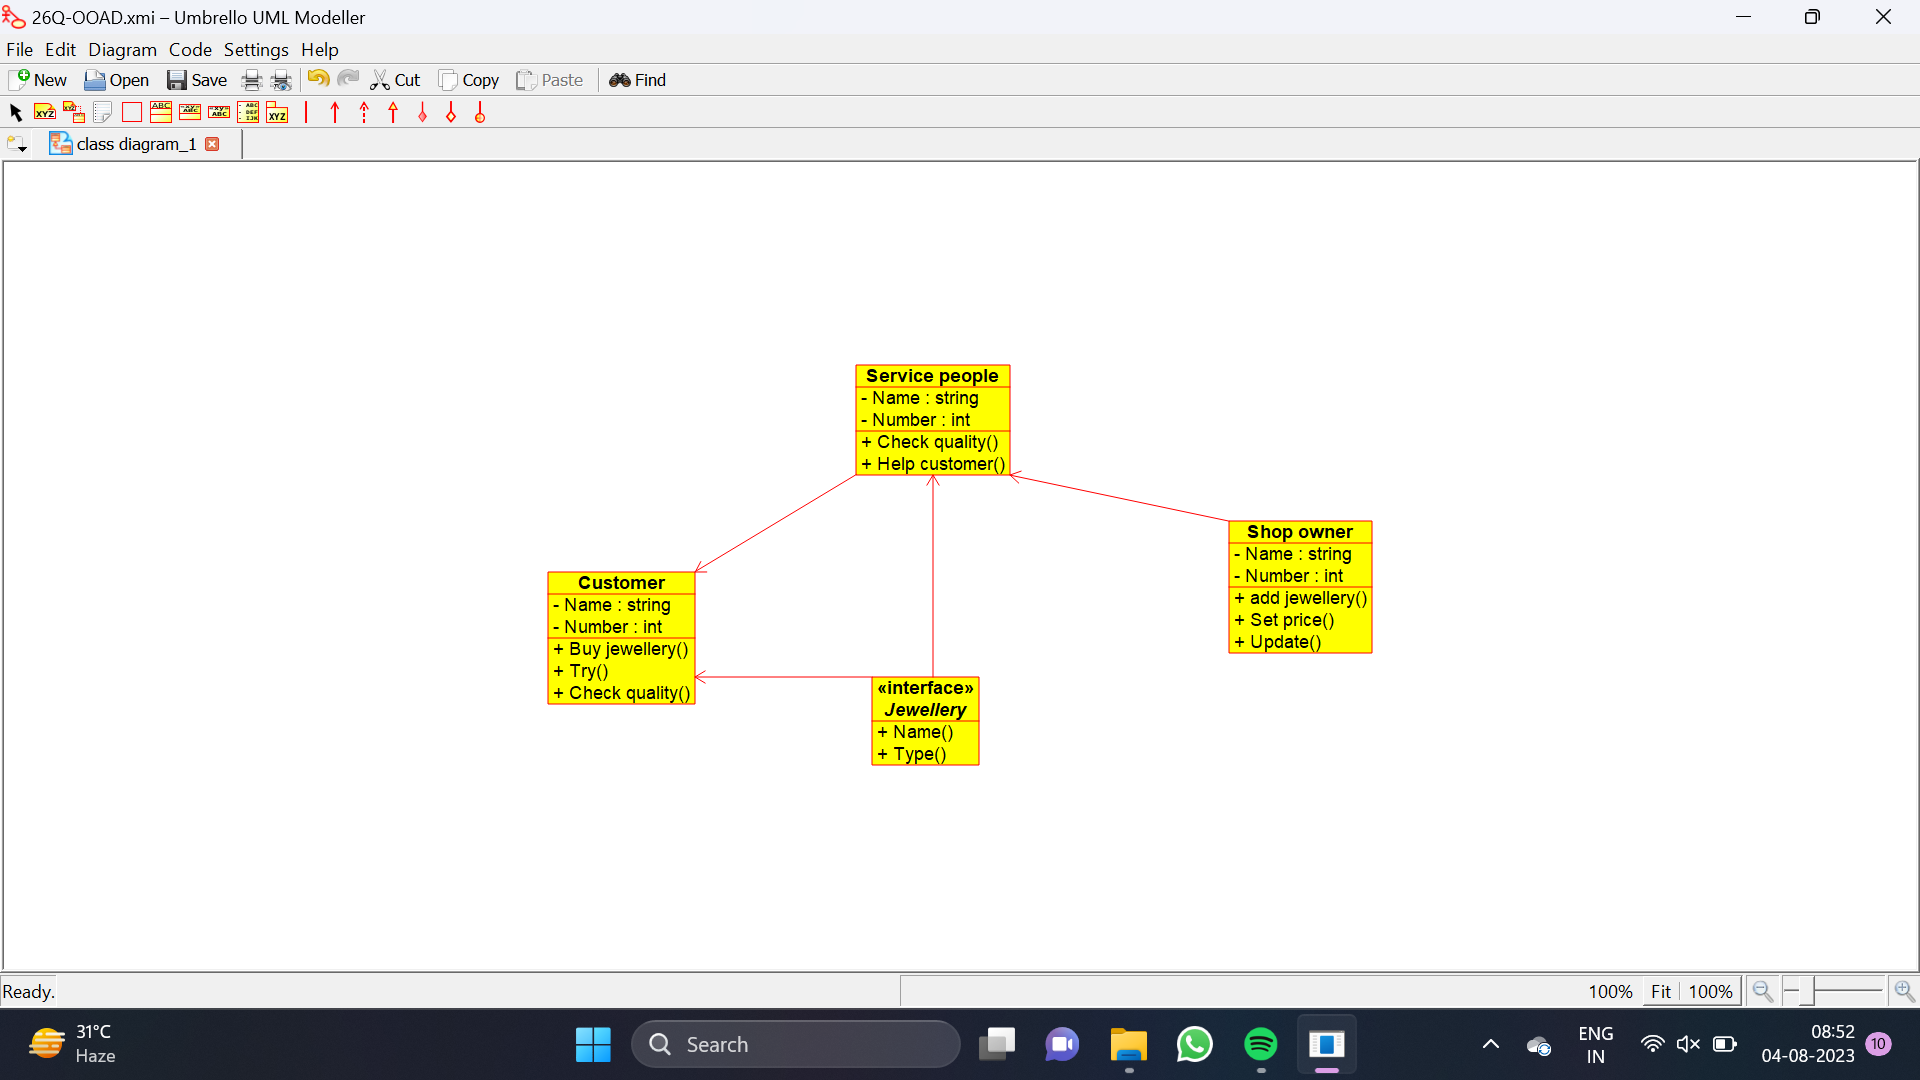 26Q-OOAD.xmi – Umbrello UML Modeller
File Edit Diagram Code Settings Help
New Open Save Cut Copy Paste Find
class diagram_1
Service people
- Name : string
- Number : int
+ Check quality()
+ Help customer()
Shop owner
- Name : string
- Number : int
+ add jewellery()
+ Set price()
+ Update()
Customer
- Name : string
- Number : int
+ Buy jewellery()
+ Try()
+ Check quality()
«interface»
Jewellery
+ Name()
+ Type()
Ready.
100% Fit 100%
31°C
Haze
Search
ENG
IN
08:52
04-08-2023
10